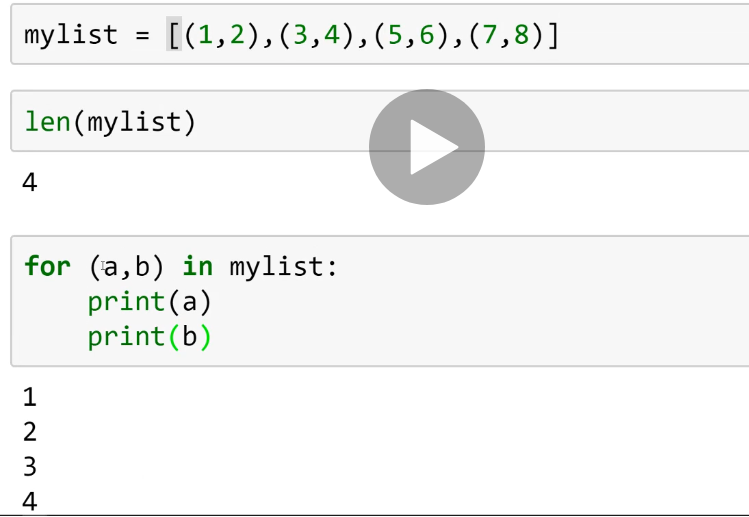 mylist = [(1,2),(3,4),(5,6),(7,8)]
len(mylist)
4
for (a,b) in mylist:
    print(a)
    print(b)
1
2
3
4